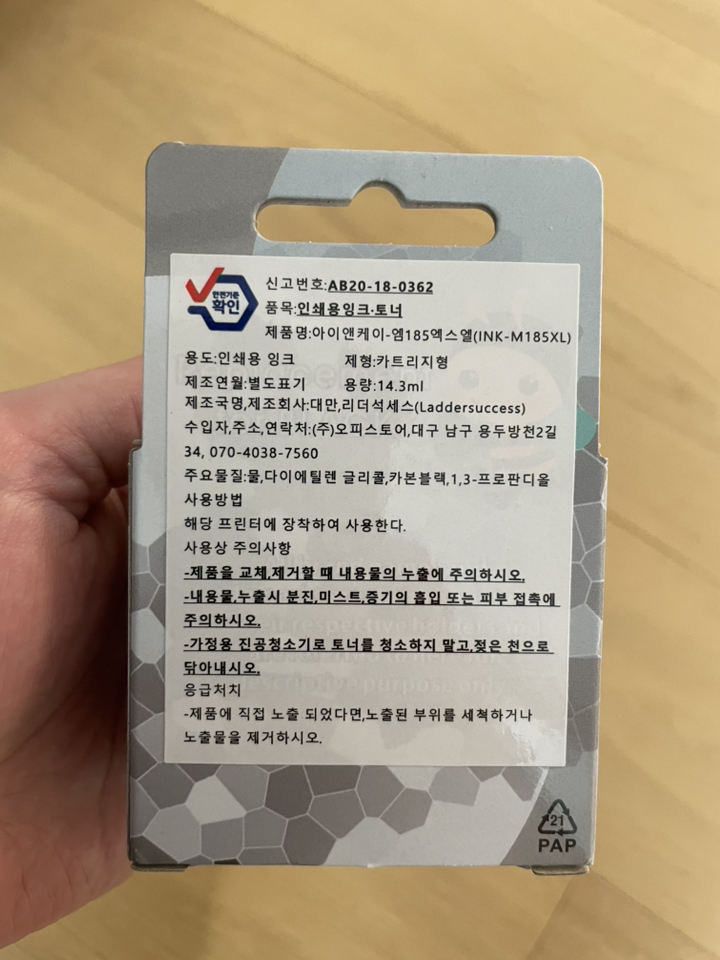 안전기준
확인
신고번호:AB20-18-0362
품목:인쇄용잉크·토너
제품명:아이앤케이-엠185엑스엘(INK-M185XL)
용도:인쇄용 잉크 제형:카트리지형
제조연월:별도표기 용량:14.3ml
제조국명,제조회사:대만,리더석세스(Laddersuccess)
수입자,주소,연락처:(주)오피스토어,대구 남구 용두방천2길
34, 070-4038-7560
주요물질:물,다이에틸렌 글리콜,카본블랙,1,3-프로판디올
사용방법
해당 프린터에 장착하여 사용한다.
사용상 주의사항
-제품을 교체,제거할 때 내용물의 누출에 주의하시오.
-내용물,누출시 분진,미스트,증기의 흡입 또는 피부 접촉에
주의하시오.
-가정용 진공청소기로 토너를 청소하지 말고,젖은 천으로
닦아내시오.
응급처치
-제품에 직접 노출 되었다면,노출된 부위를 세척하거나
노출물을 제거하시오.
descriptive purpose only
21
PAP